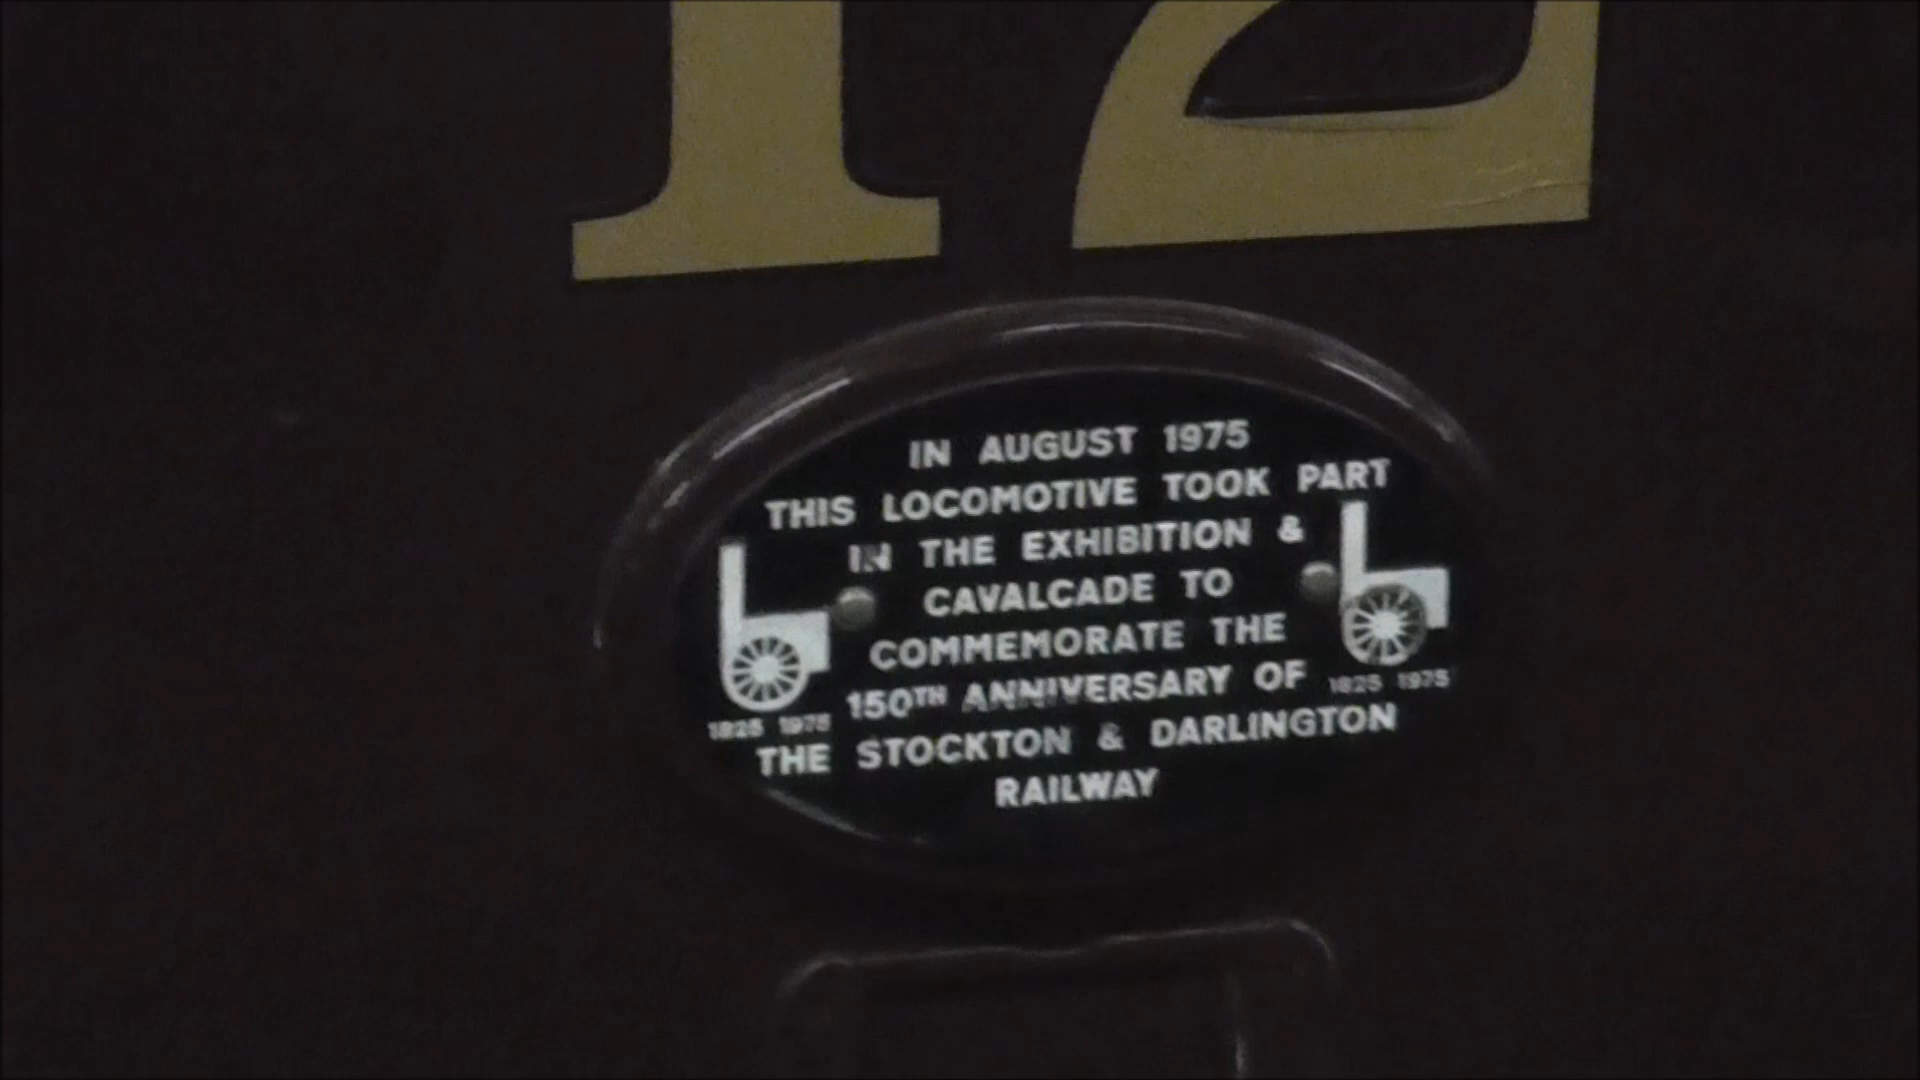 12
IN AUGUST 1975
THIS LOCOMOTIVE TOOK PART
IN THE EXHIBITION &
CAVALCADE TO
COMMEMORATE THE
150TH ANNIVERSARY OF
THE STOCKTON & DARLINGTON
RAILWAY
1825 1975
1825 1975